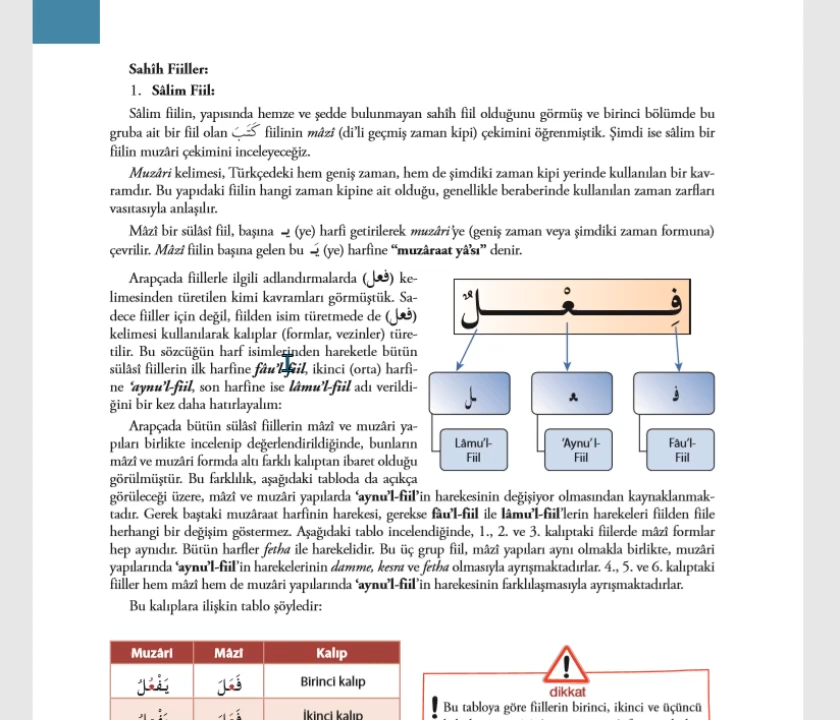 Sahîh Fiiller:
1. Sâlim Fiil:
Sâlim fiilin, yapısında hemze ve şedde bulunmayan sahîh fiil olduğunu görmüş ve birinci bölümde bu
gruba ait bir fiil olan كَتَبَ fiilinin mâzî (di'li geçmiş zaman kipi) çekimini öğrenmiştik. Şimdi ise sâlim bir
fiilin muzâri çekimini inceleyeceğiz.
Muzâri kelimesi, Türkçedeki hem geniş zaman, hem de şimdiki zaman kipi yerinde kullanılan bir kav-
ramdır. Bu yapıdaki fiilin hangi zaman kipine ait olduğu, genellikle beraberinde kullanılan zaman zarfları
vasıtasıyla anlaşılır.
Mâzî bir sülâsî fiil, başına يـ (ye) harfi getirilerek muzâri'ye (geniş zaman veya şimdiki zaman formuna)
çevrilir. Mâzî fiilin başına gelen bu يَـ (ye) harfine “muzâraat yâ'sı” denir.
Arapçada fiillerle ilgili adlandırmalarda (فعل) ke-
limesinden türetilen kimi kavramları görmüştük. Sa-
dece fiiller için değil, fiilden isim türetmede de (فعل)
kelimesi kullanılarak kalıplar (formlar, vezinler) türe-
tilir. Bu sözcüğün harf isimlerinden hareketle bütün
sülâsî fiillerin ilk harfine fâu'l-fiil, ikinci (orta) harfi-
ne ‘aynu'l-fiil, son harfine ise lâmu'l-fiil adı verildi-
ğini bir kez daha hatırlayalım:
فِـــعْـــلٌ
ـل
ـعـ
فـ
Lâmu'l-
Fiil
‘Aynu'l-
Fiil
Fâu'l-
Fiil
Arapçada bütün sülâsî fiillerin mâzî ve muzâri ya-
pıları birlikte incelenip değerlendirildiğinde, bunların
mâzî ve muzâri formda altı farklı kalıptan ibaret olduğu
görülmüştür. Bu farklılık, aşağıdaki tabloda da açıkça
görüleceği üzere, mâzî ve muzâri yapılarda ‘aynu'l-fiil'in harekesinin değişiyor olmasından kaynaklanmak-
tadır. Gerek baştaki muzâraat harfinin harekesi, gerekse fâu'l-fiil ile lâmu'l-fiil'lerin harekeleri fiilden fiile
herhangi bir değişim göstermez. Aşağıdaki tablo incelendiğinde, 1., 2. ve 3. kalıptaki fiilerde mâzî formlar
hep aynıdır. Bütün harfler fetha ile harekelidir. Bu üç grup fiil, mâzî yapıları aynı olmakla birlikte, muzâri
yapılarında ‘aynu'l-fiil'in harekelerinin damme, kesra ve fetha olmasıyla ayrışmaktadırlar. 4., 5. ve 6. kalıptaki
fiiller hem mâzî hem de muzâri yapılarında ‘aynu'l-fiil'in harekesinin farklılaşmasıyla ayrışmaktadırlar.
Bu kalıplara ilişkin tablo şöyledir:
Muzârî Mâzî Kalıp
يَفْعُلُ فَعَلَ Birinci kalıp
İkinci kalıp
dikkat
! Bu tabloya göre fiillerin birinci, ikinci ve üçüncü